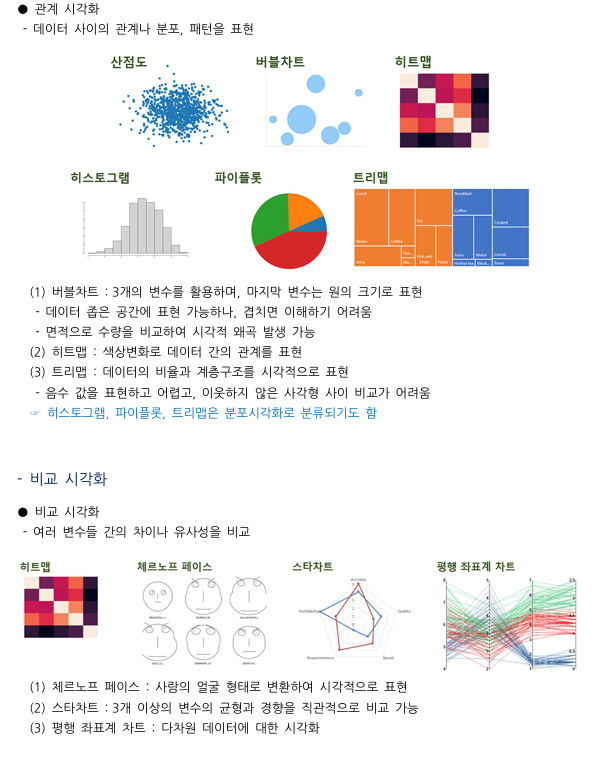 ● 관계 시각화
- 데이터 사이의 관계나 분포, 패턴을 표현
산점도 버블차트 히트맵
히스토그램 파이플롯 트리맵
Lunch
Water
Coffee
Juice
Pie
Fish and Chips
Pasta
Breakfast
Coffee
Juice
Water
Herbal tea
Black...
Cookest
Cereal
Toast
(1) 버블차트 : 3개의 변수를 활용하며, 마지막 변수는 원의 크기로 표현
- 데이터 좁은 공간에 표현 가능하나, 겹치면 이해하기 어려움
- 면적으로 수량을 비교하여 시각적 왜곡 발생 가능
(2) 히트맵 : 색상변화로 데이터 간의 관계를 표현
(3) 트리맵 : 데이터의 비율과 계층구조를 시각적으로 표현
- 음수 값을 표현하고 어렵고, 이웃하지 않은 사각형 사이 비교가 어려움
☞ 히스토그램, 파이플롯, 트리맵은 분포시각화로 분류되기도 함
- 비교 시각화
● 비교 시각화
- 여러 변수들 간의 차이나 유사성을 비교
히트맵 체르노프 페이스 스타차트 평행 좌표계 차트
Accuracy
Quality
Speed
Responsiveness
Profitability
(1) 체르노프 페이스 : 사람의 얼굴 형태로 변환하여 시각적으로 표현
(2) 스타차트 : 3개 이상의 변수의 균형과 경향을 직관적으로 비교 가능
(3) 평행 좌표계 차트 : 다차원 데이터에 대한 시각화